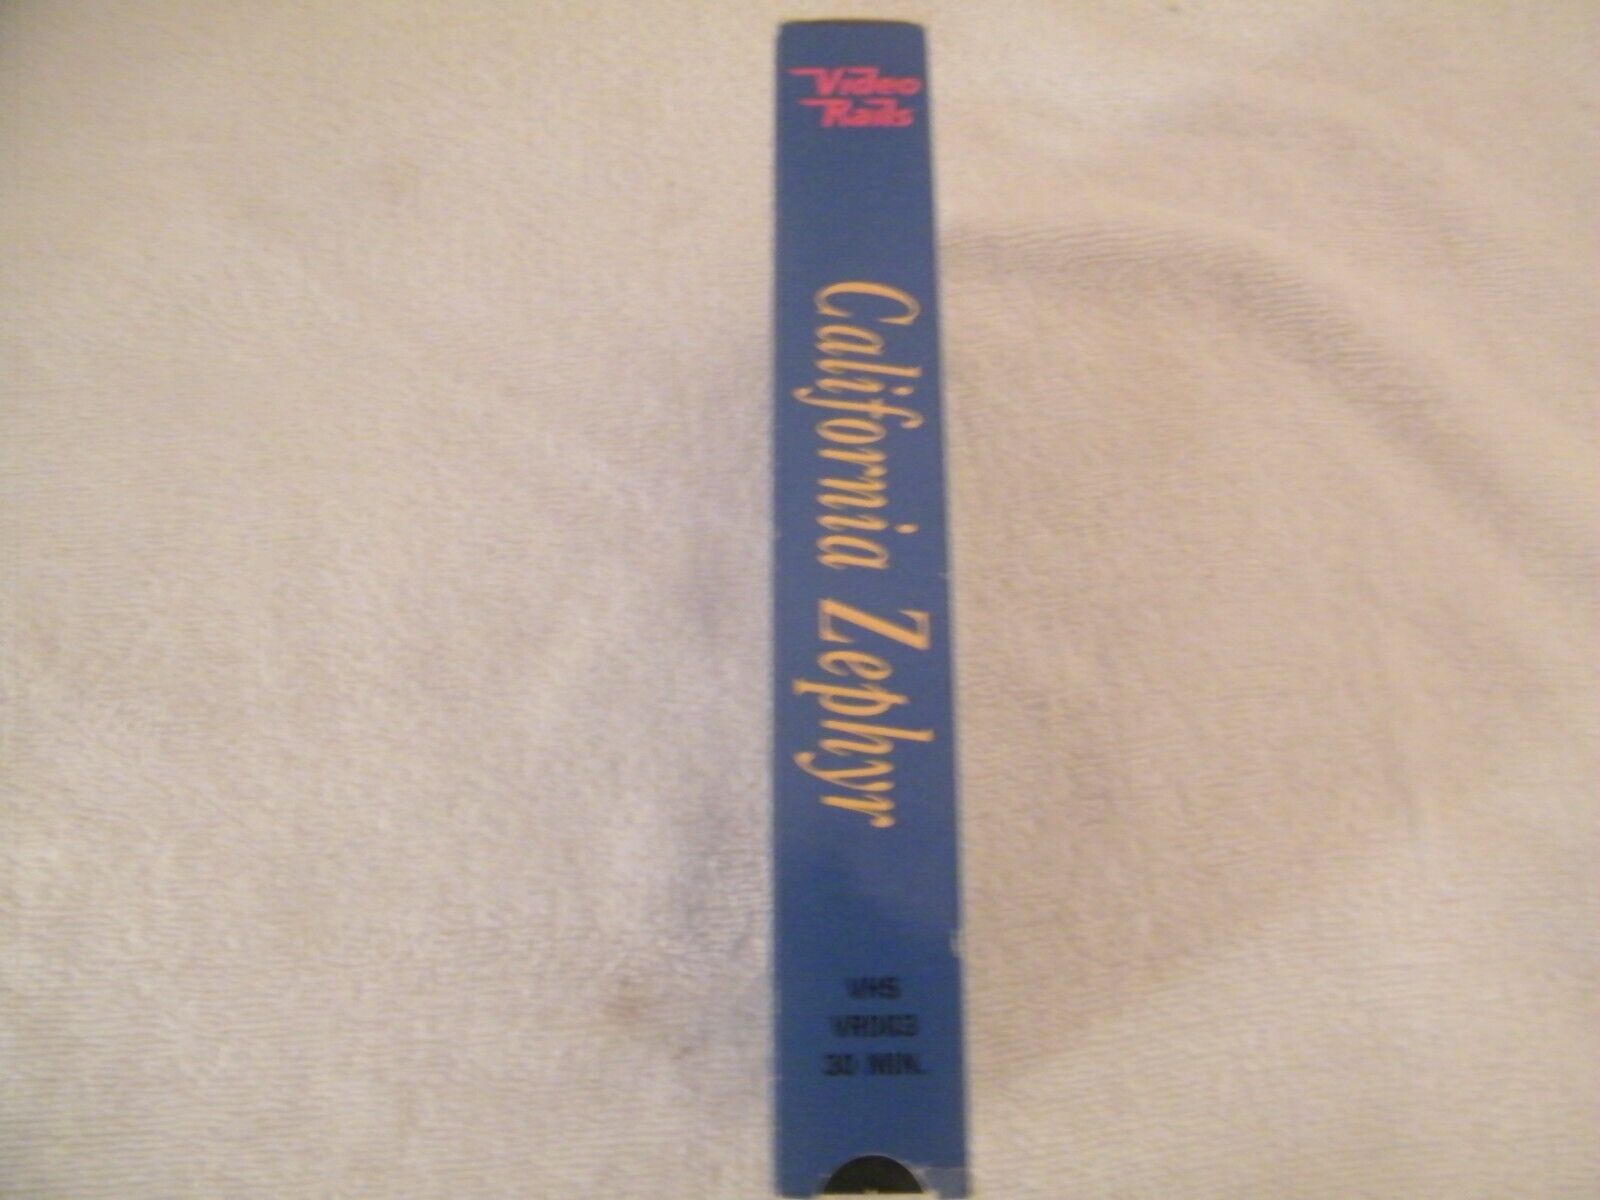 Video
Rails
California Zephyr
VHS
30 MIN.